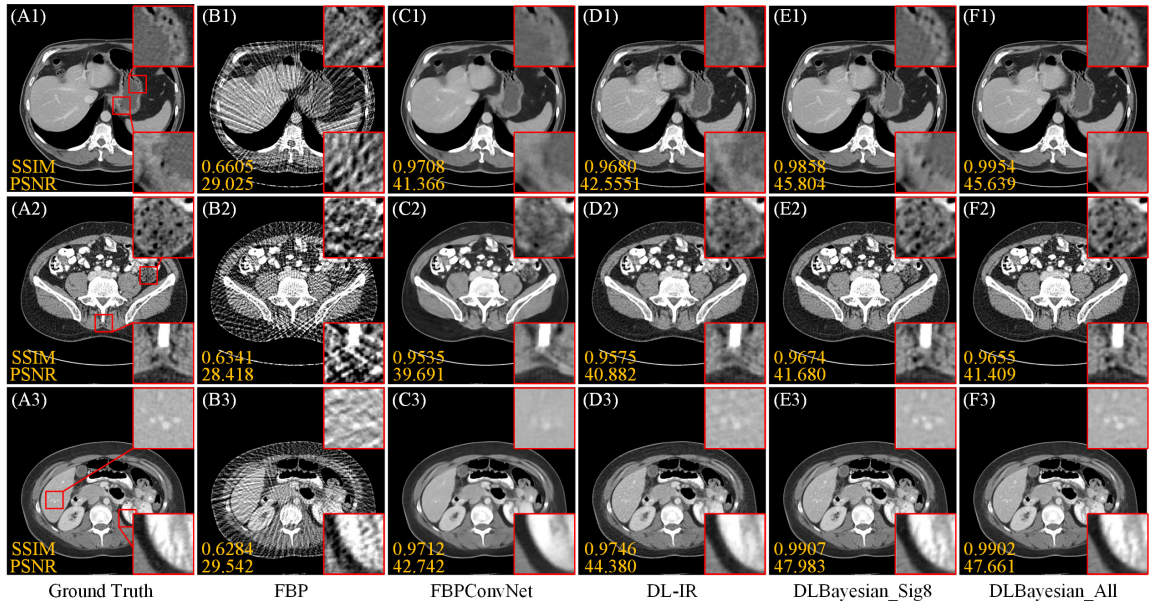 (A1) (B1) (C1) (D1) (E1) (F1)
SSIM 0.6605 0.9708 0.9680 0.9858 0.9954
PSNR 29.025 41.366 42.5551 45.804 45.639
(A2) (B2) (C2) (D2) (E2) (F2)
SSIM 0.6341 0.9535 0.9575 0.9674 0.9655
PSNR 28.418 39.691 40.882 41.680 41.409
(A3) (B3) (C3) (D3) (E3) (F3)
SSIM 0.6284 0.9712 0.9746 0.9907 0.9902
PSNR 29.542 42.742 44.380 47.983 47.661
Ground Truth FBP FBPConvNet DL-IR DLBayesian_Sig8 DLBayesian_All